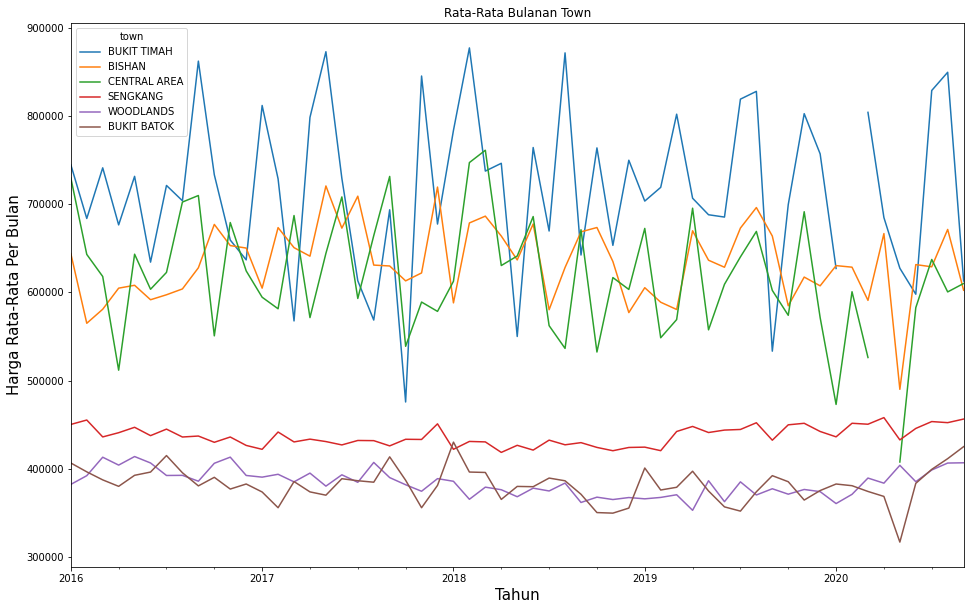 Rata-Rata Bulanan Town
900000
800000
700000
600000
500000
400000
300000
Harga Rata-Rata Per Bulan
town
BUKIT TIMAH
BISHAN
CENTRAL AREA
SENGKANG
WOODLANDS
BUKIT BATOK
2016
2017
2018
2019
2020
Tahun